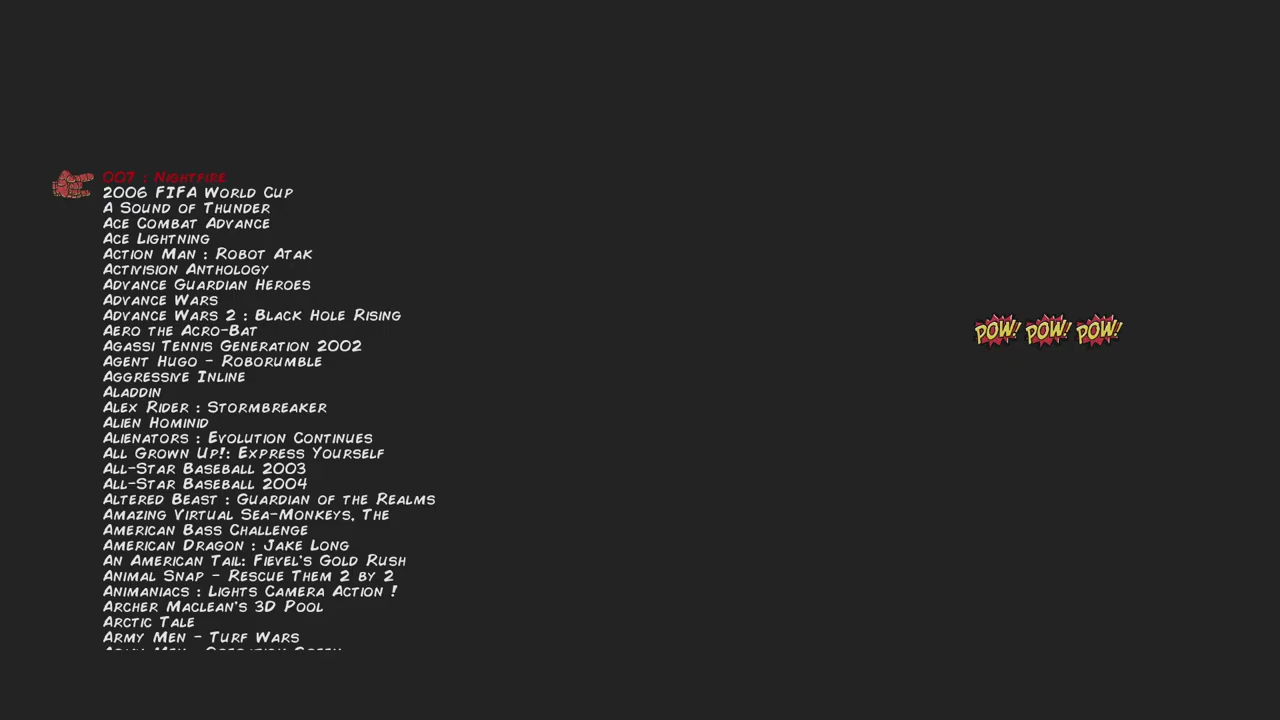 007 : Nightfire
2006 FIFA World Cup
A Sound of Thunder
Ace Combat Advance
Ace Lightning
Action Man : Robot Atak
Activision Anthology
Advance Guardian Heroes
Advance Wars
Advance Wars 2 : Black Hole Rising
Aero the Acro-Bat
Agassi Tennis Generation 2002
Agent Hugo - Roborumble
Aggressive Inline
Aladdin
Alex Rider : Stormbreaker
Alien Hominid
Alienators : Evolution Continues
All Grown Up!: Express Yourself
All-Star Baseball 2003
All-Star Baseball 2004
Altered Beast : Guardian of the Realms
Amazing Virtual Sea-Monkeys, The
American Bass Challenge
American Dragon : Jake Long
An American Tail: Fievel's Gold Rush
Animal Snap - Rescue Them 2 by 2
Animaniacs : Lights Camera Action !
Archer Maclean's 3D Pool
Arctic Tale
Army Men - Turf Wars
Army Men : Operation Green
POW! POW! POW!